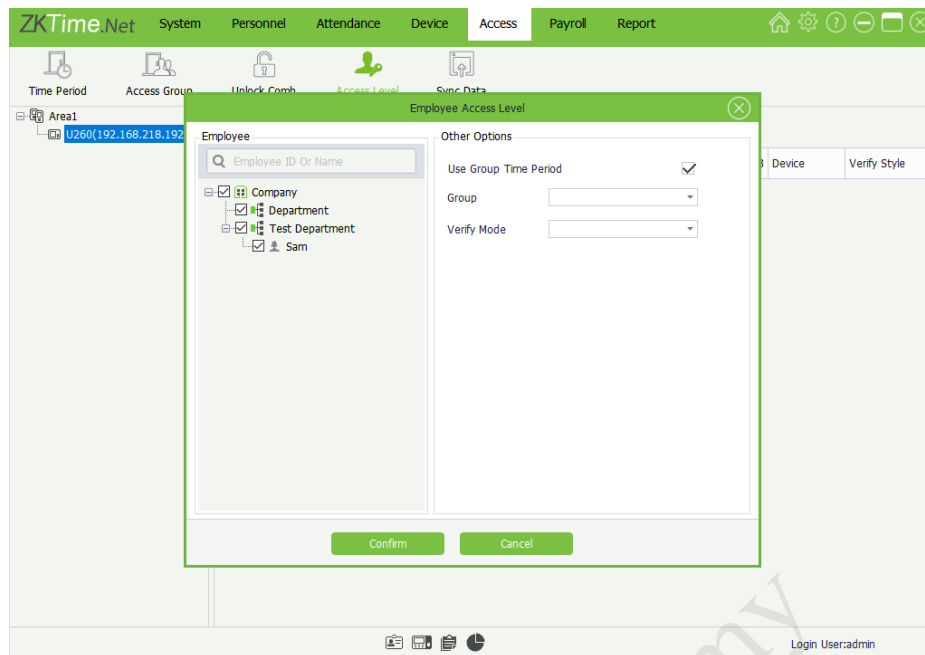 ZKTime.Net System Personnel Attendance Device Access Payroll Report
Time Period Access Group Unlock Comb Access Level Sync Data
Employee Access Level
Area1
U260(192.168.218.192
Employee
Other Options
Employee ID Or Name
Use Group Time Period
Device Verify Style
Company
Group
Department
Test Department
Verify Mode
Sam
Confirm Cancel
Login User:admin